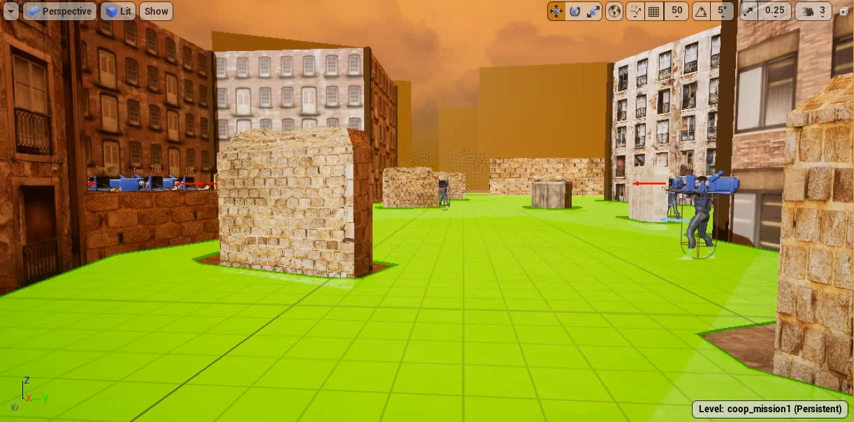 Perspective Lit Show 50 5° 0.25 3
Z
X Y
Level: coop_mission1 (Persistent)